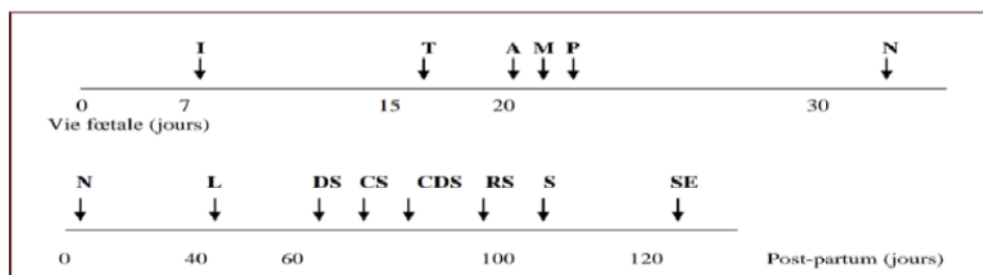 I T A M P N
0 7 15 20 30
Vie fœtale (jours)
N L DS CS CDS RS S SE
0 40 60 100 120 Post-partum (jours)